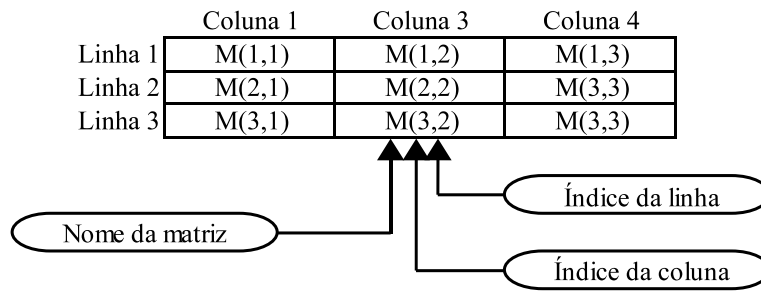 Coluna 1 Coluna 3 Coluna 4
Linha 1 M(1,1) M(1,2) M(1,3)
Linha 2 M(2,1) M(2,2) M(3,3)
Linha 3 M(3,1) M(3,2) M(3,3)
Índice da linha
Nome da matriz
Índice da coluna